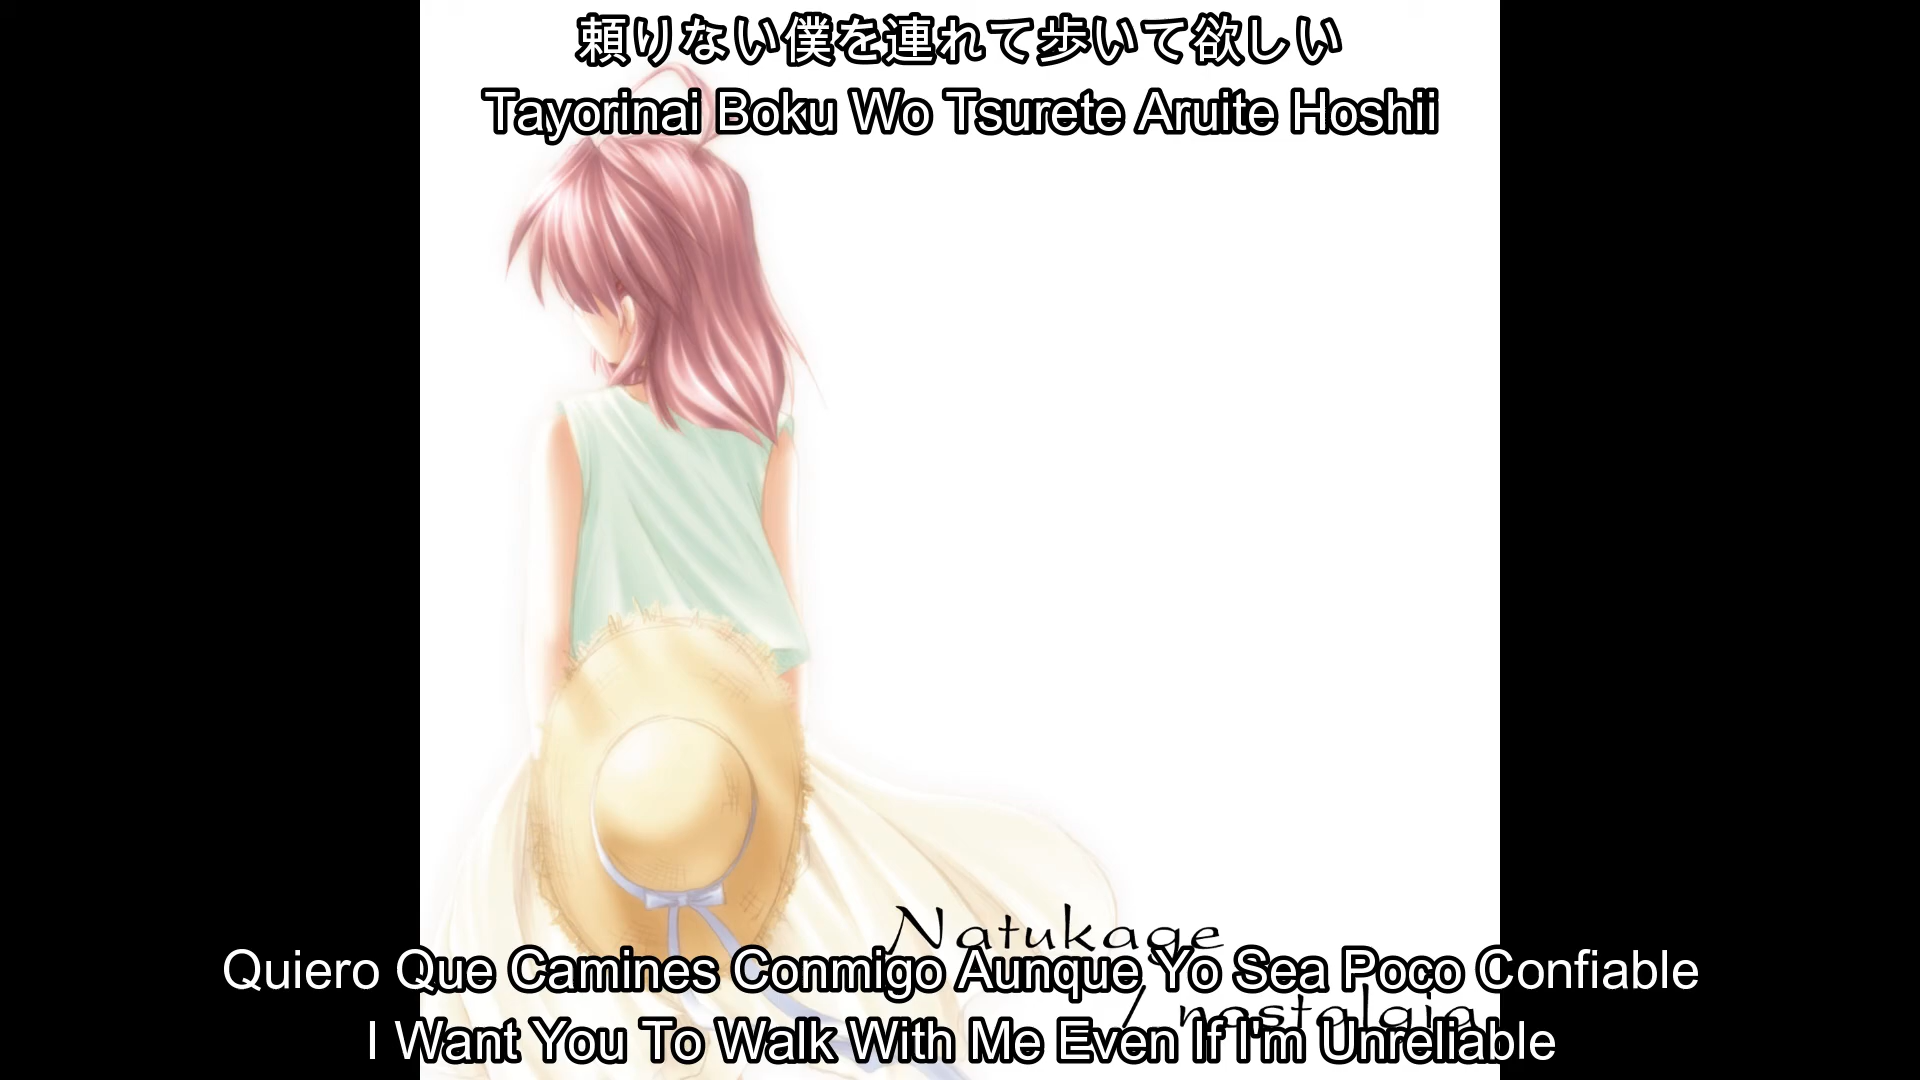 頼りない僕を連れて歩いて欲しい
Tayorinai Boku Wo Tsurete Aruite Hoshii
Natukage
Quiero Que Camines Conmigo Aunque Yo Sea Poco Confiable
/ nostalgia
I Want You To Walk With Me Even If I'm Unreliable